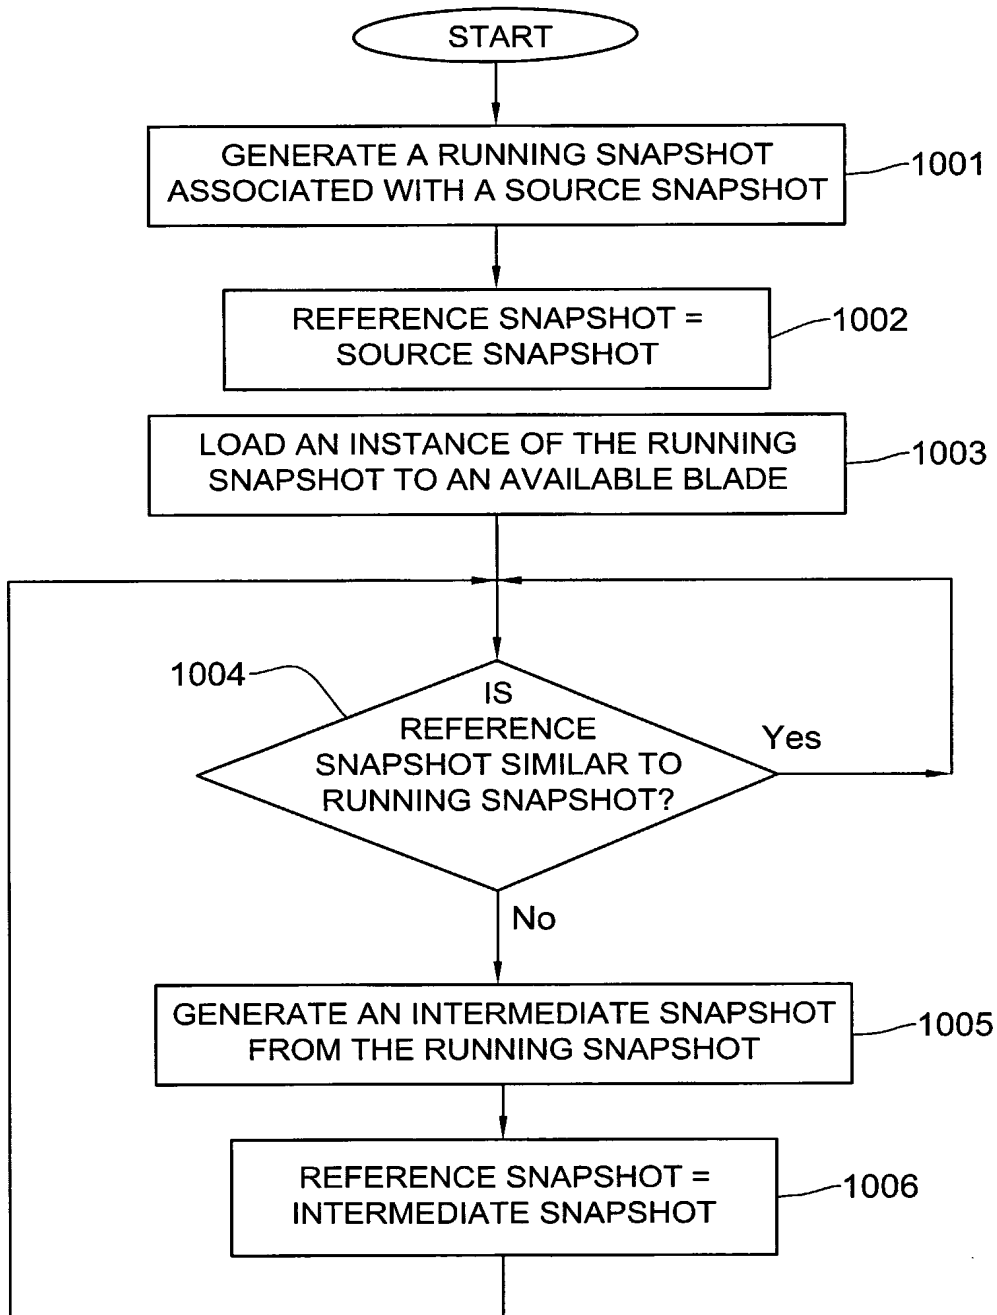 START
GENERATE A RUNNING SNAPSHOT
ASSOCIATED WITH A SOURCE SNAPSHOT
1001
REFERENCE SNAPSHOT =
SOURCE SNAPSHOT
1002
LOAD AN INSTANCE OF THE RUNNING
SNAPSHOT TO AN AVAILABLE BLADE
1003
1004
IS
REFERENCE
SNAPSHOT SIMILAR TO
RUNNING SNAPSHOT?
Yes
No
GENERATE AN INTERMEDIATE SNAPSHOT
FROM THE RUNNING SNAPSHOT
1005
REFERENCE SNAPSHOT =
INTERMEDIATE SNAPSHOT
1006